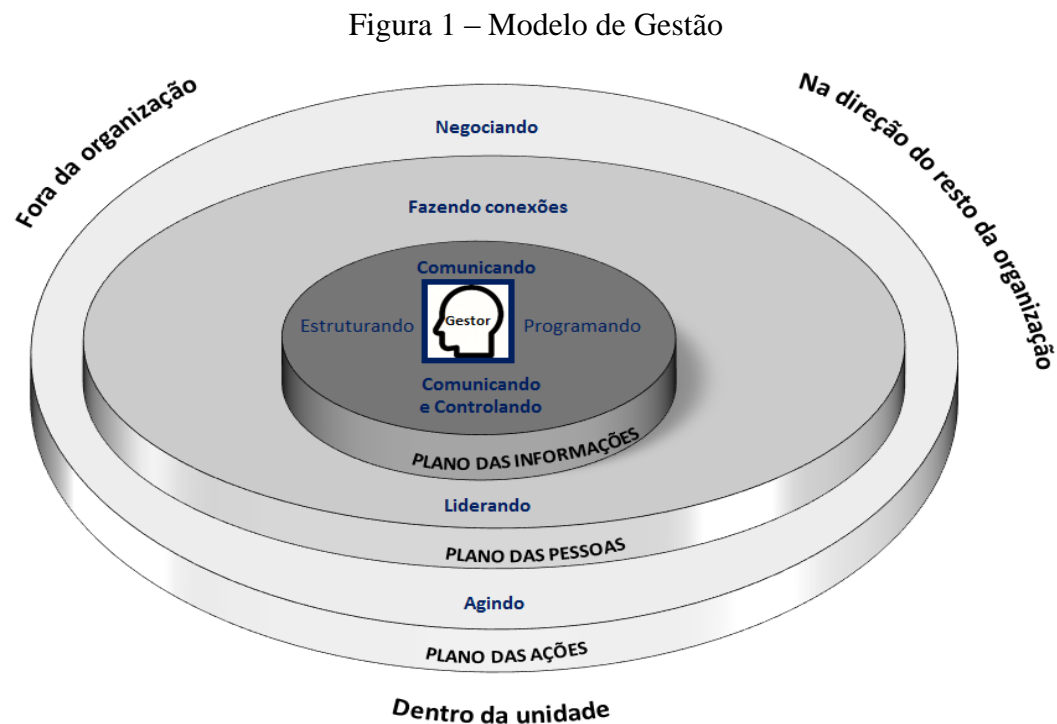 Figura 1 – Modelo de Gestão
Fora da organização
Na direção do resto da organização
Negociando
Fazendo conexões
Comunicando
Estruturando
Gestor
Programando
Comunicando
e Controlando
PLANO DAS INFORMAÇÕES
Liderando
PLANO DAS PESSOAS
Agindo
PLANO DAS AÇÕES
Dentro da unidade